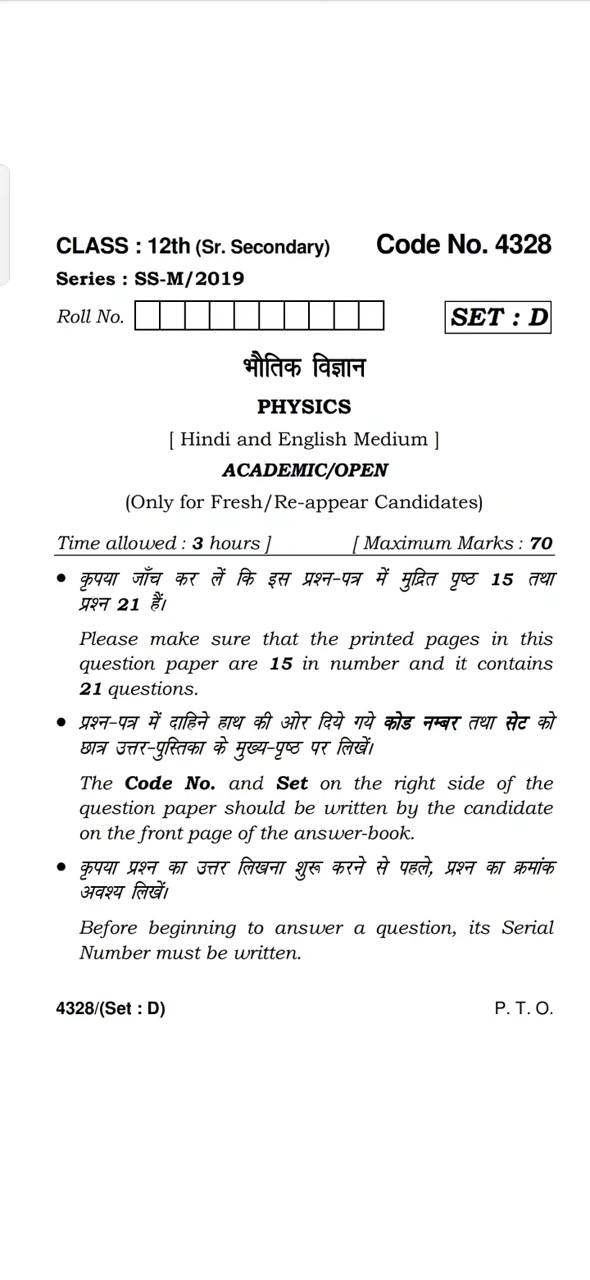 CLASS : 12th (Sr. Secondary) Code No. 4328
Series : SS-M/2019
Roll No. SET : D
भौतिक विज्ञान
PHYSICS
[ Hindi and English Medium ]
ACADEMIC/OPEN
(Only for Fresh/Re-appear Candidates)
Time allowed : 3 hours ] [ Maximum Marks : 70
• कृपया जाँच कर लें कि इस प्रश्न-पत्र में मुद्रित पृष्ठ 15 तथा
प्रश्न 21 हैं।
Please make sure that the printed pages in this
question paper are 15 in number and it contains
21 questions.
• प्रश्न-पत्र में दाहिने हाथ की ओर दिये गये कोड नम्बर तथा सेट को
छात्र उत्तर-पुस्तिका के मुख्य-पृष्ठ पर लिखें।
The Code No. and Set on the right side of the
question paper should be written by the candidate
on the front page of the answer-book.
• कृपया प्रश्न का उत्तर लिखना शुरू करने से पहले, प्रश्न का क्रमांक
अवश्य लिखें।
Before beginning to answer a question, its Serial
Number must be written.
4328/(Set : D) P. T. O.